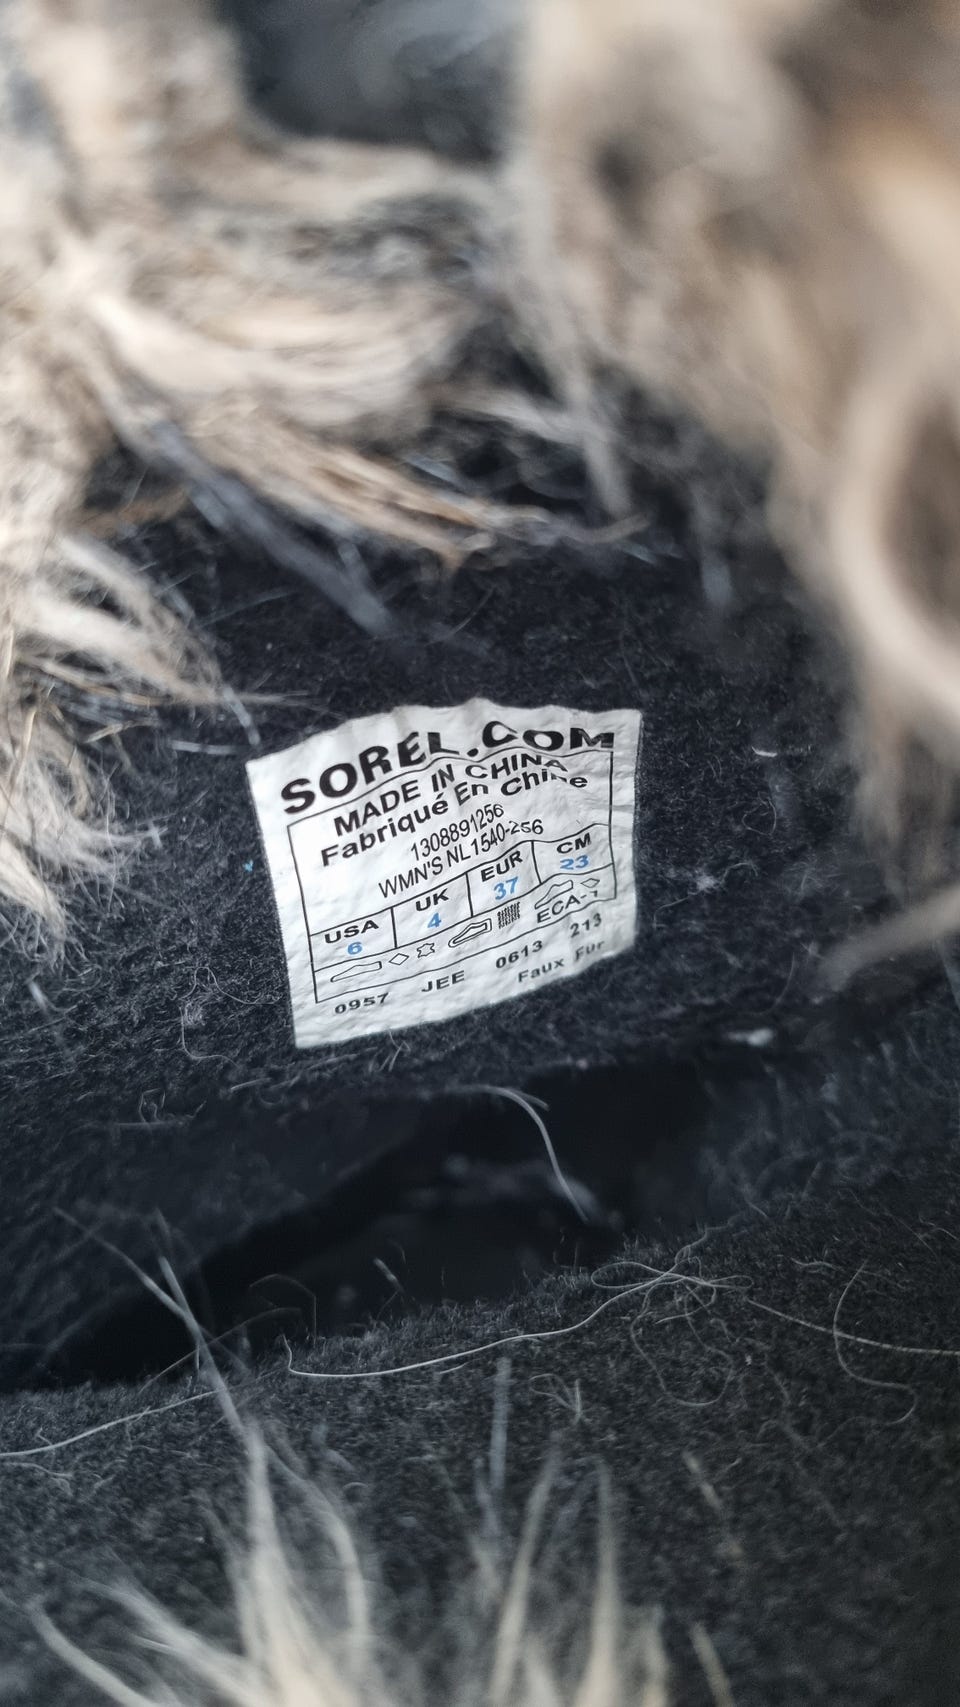 SOREL.COM
MADE IN CHINA
Fabriqué En Chine
1308891256
WMN'S NL1540-256
USA UK EUR CM
6 4 37 23
ECA-1
0957 JEE 0613 213
Faux Fur